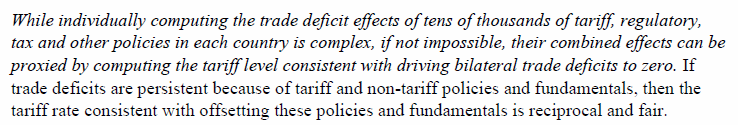 While individually computing the trade deficit effects of tens of thousands of tariff, regulatory,
tax and other policies in each country is complex, if not impossible, their combined effects can be
proxied by computing the tariff level consistent with driving bilateral trade deficits to zero. If
trade deficits are persistent because of tariff and non-tariff policies and fundamentals, then the
tariff rate consistent with offsetting these policies and fundamentals is reciprocal and fair.